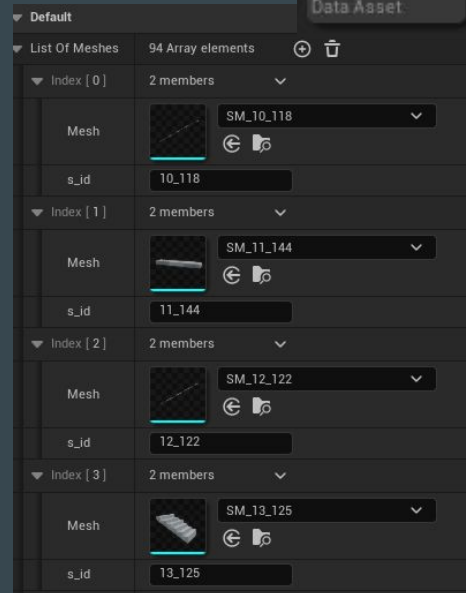 Data Asset
Default
List Of Meshes 94 Array elements
Index [ 0 ] 2 members
Mesh SM_10_118
s_id 10_118
Index [ 1 ] 2 members
Mesh SM_11_144
s_id 11_144
Index [ 2 ] 2 members
Mesh SM_12_122
s_id 12_122
Index [ 3 ] 2 members
Mesh SM_13_125
s_id 13_125